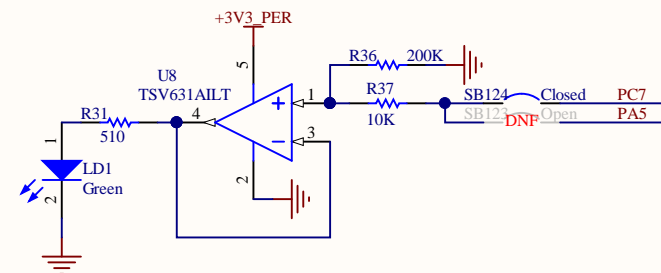 +3V3_PER
R36 200K
U8
TSV631AILT
5
1
R37
10K
SB124 Closed PC7
SB123 DNF Open PA5
R31
510
4
3
2
1
LD1
Green
2